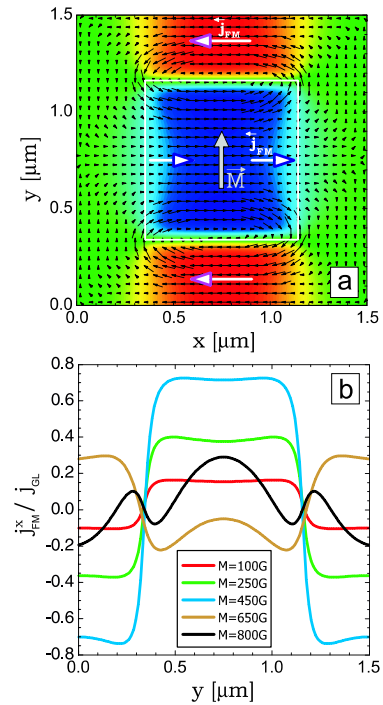 1.5
1.0
0.5
0.0
y [μm]
j_FM
j_FM
M
a
0.0 0.5 1.0 1.5
x [μm]
0.8
0.6
0.4
0.2
0.0
-0.2
-0.4
-0.6
-0.8
j^x_FM / j_GL
b
M=100G
M=250G
M=450G
M=650G
M=800G
0.0 0.5 1.0 1.5
y [μm]